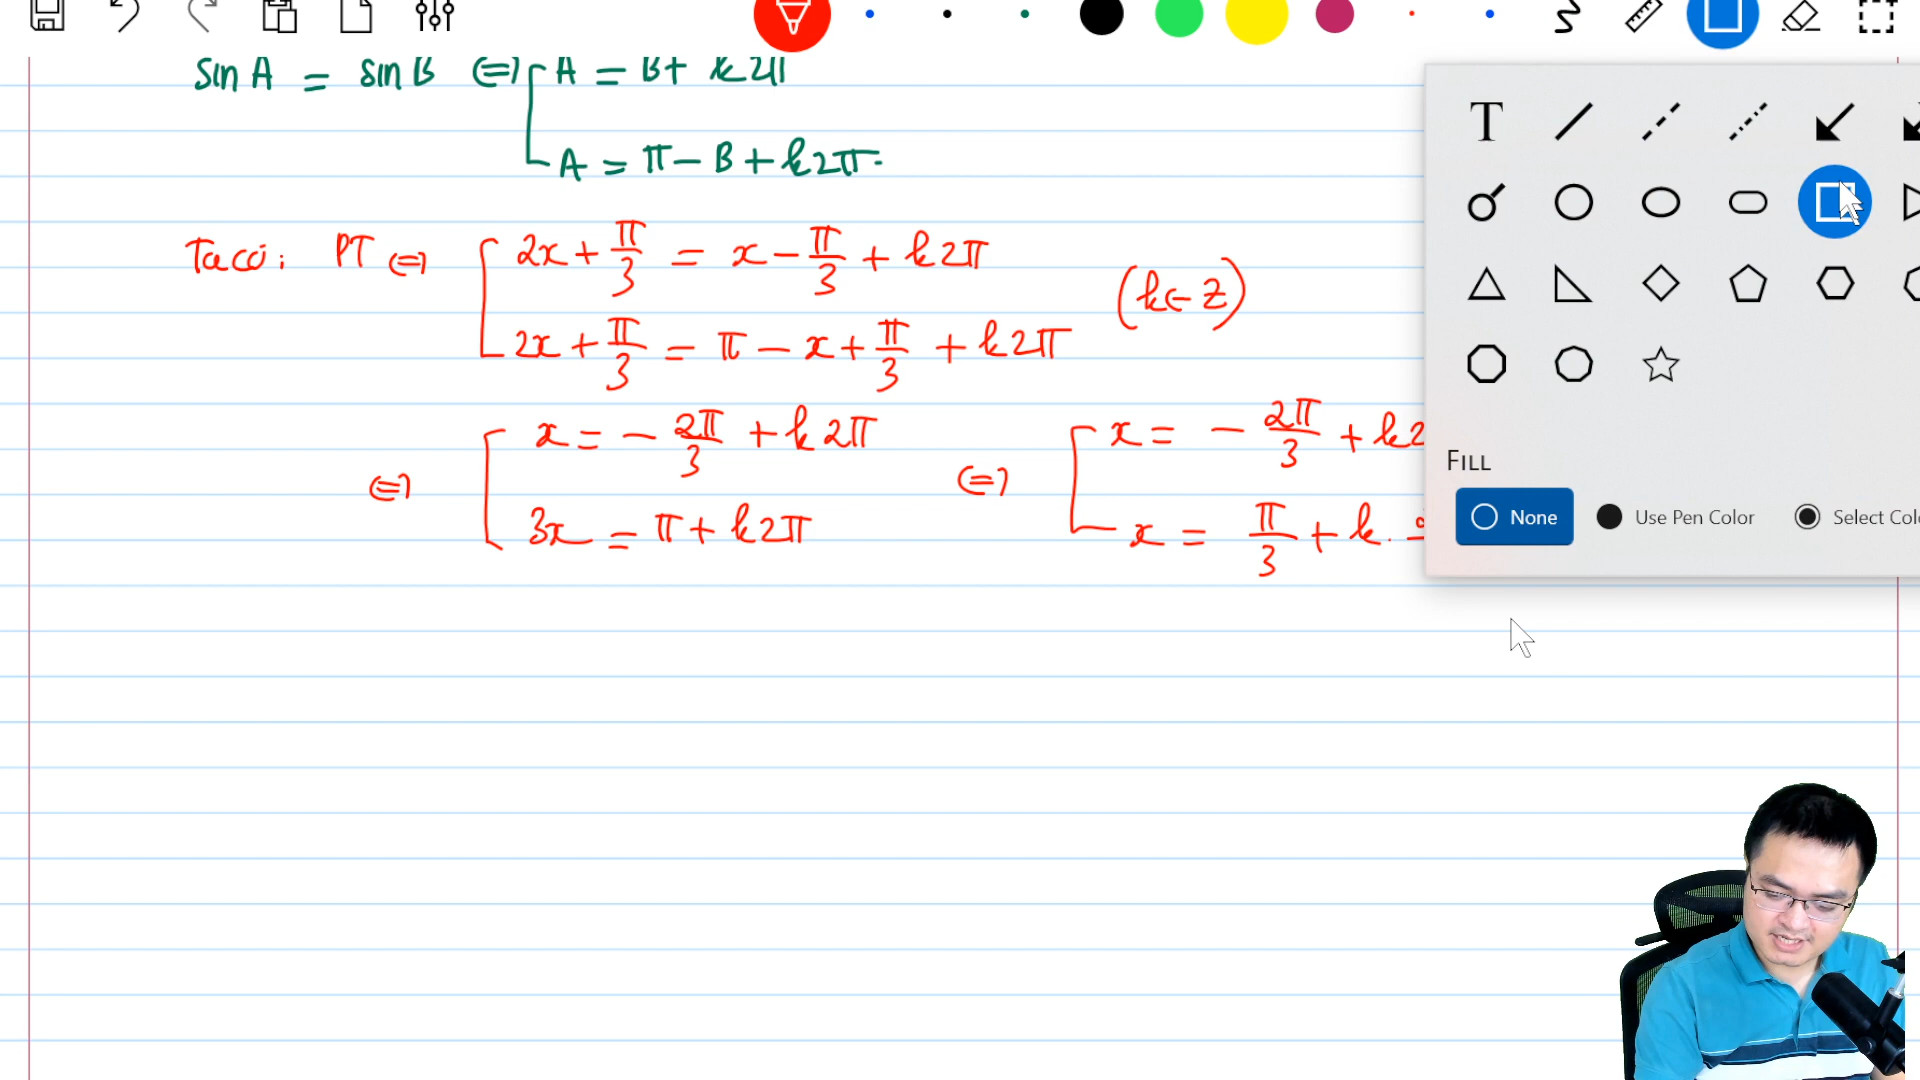 sin A = sin B ⇔ [ A = B + k2π
A = π - B + k2π.
Ta có: PT ⇔ [ 2x + π/3 = x - π/3 + k2π
(k ∈ Z)
2x + π/3 = π - x + π/3 + k2π
⇔ [ x = - 2π/3 + k2π
3x = π + k2π
⇔ [ x = - 2π/3 + k2
x = π/3 + k.
T
FILL
None Use Pen Color Select